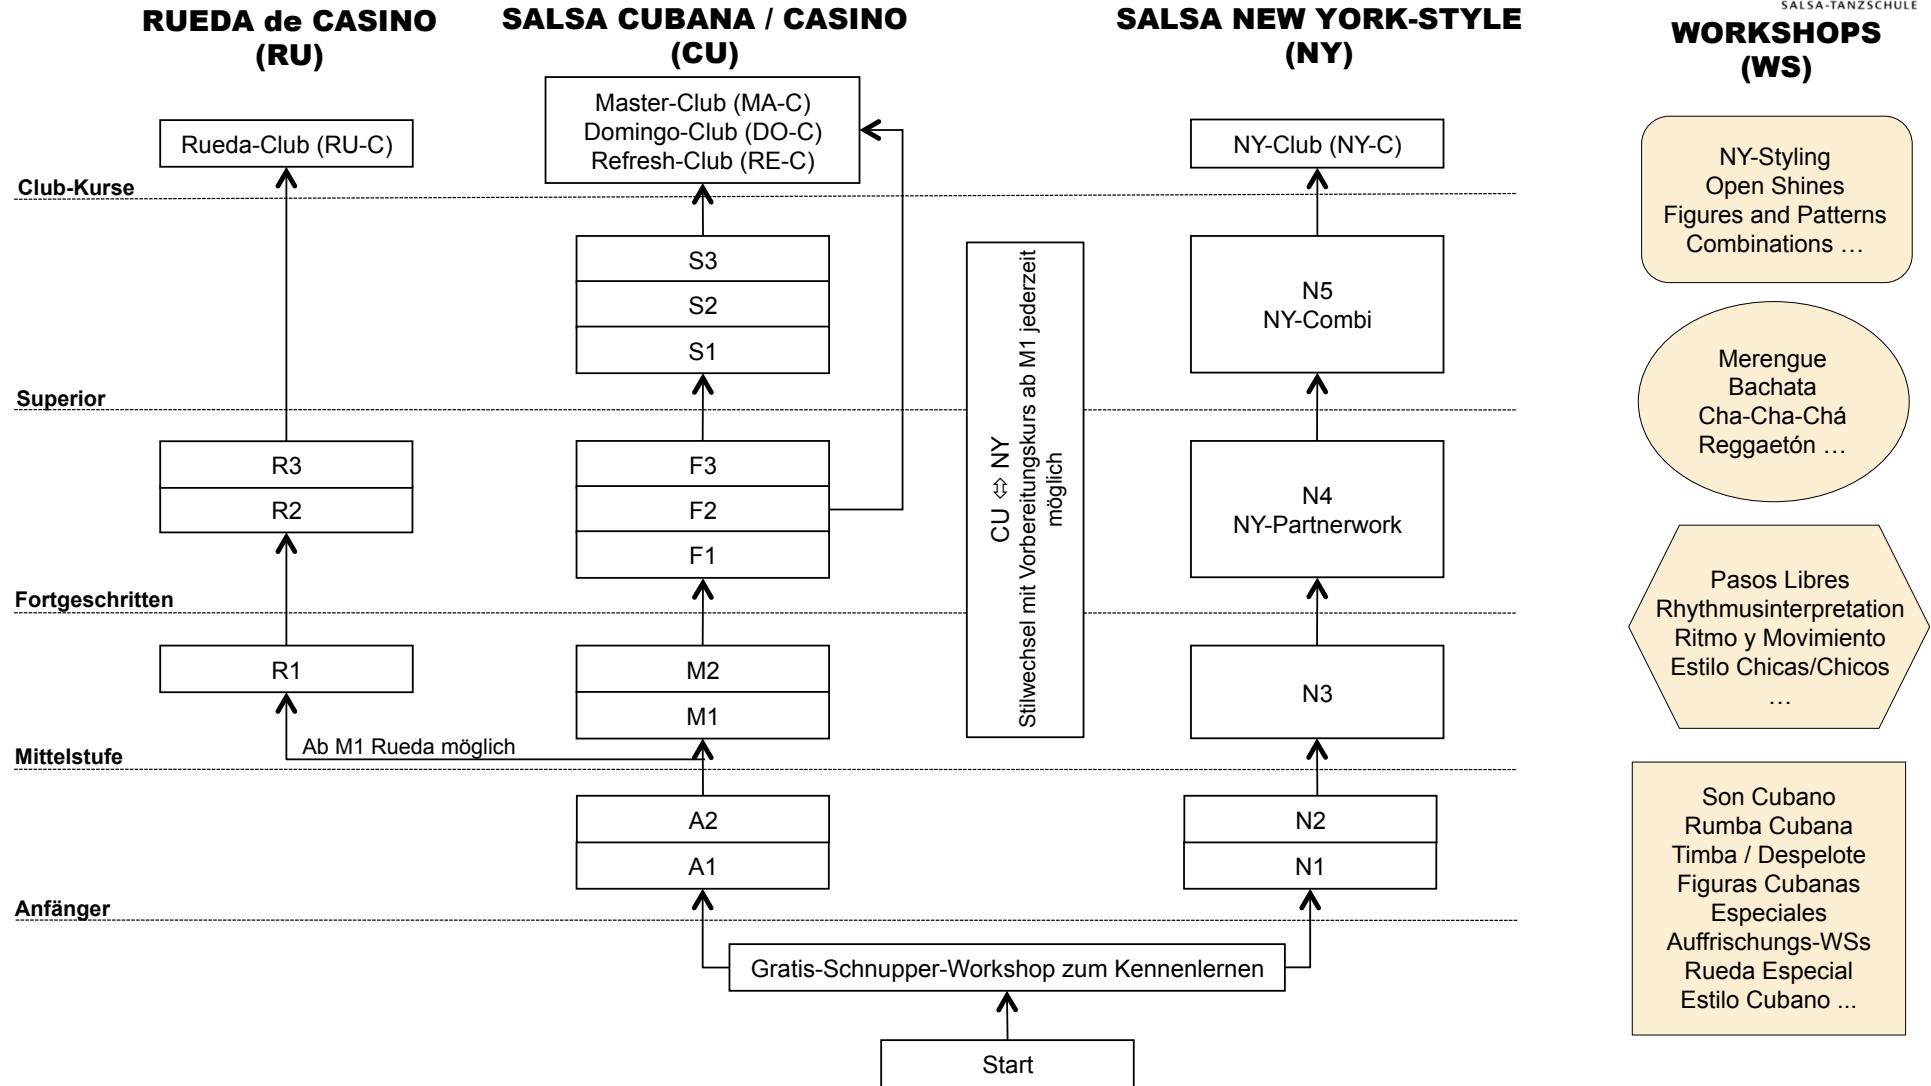 SALSA-TANZSCHULE
RUEDA de CASINO
(RU)
SALSA CUBANA / CASINO
(CU)
SALSA NEW YORK-STYLE
(NY)
WORKSHOPS
(WS)
Rueda-Club (RU-C)
Master-Club (MA-C)
Domingo-Club (DO-C)
Refresh-Club (RE-C)
NY-Club (NY-C)
Club-Kurse
S3
S2
S1
N5
NY-Combi
Superior
R3
R2
F3
F2
F1
N4
NY-Partnerwork
Fortgeschritten
R1
M2
M1
N3
CU ⇔ NY
Stilwechsel mit Vorbereitungskurs ab M1 jederzeit
möglich
Ab M1 Rueda möglich
Mittelstufe
A2
A1
N2
N1
Anfänger
Gratis-Schnupper-Workshop zum Kennenlernen
Start
NY-Styling
Open Shines
Figures and Patterns
Combinations …
Merengue
Bachata
Cha-Cha-Chá
Reggaetón …
Pasos Libres
Rhythmusinterpretation
Ritmo y Movimiento
Estilo Chicas/Chicos
…
Son Cubano
Rumba Cubana
Timba / Despelote
Figuras Cubanas
Especiales
Auffrischungs-WSs
Rueda Especial
Estilo Cubano ...